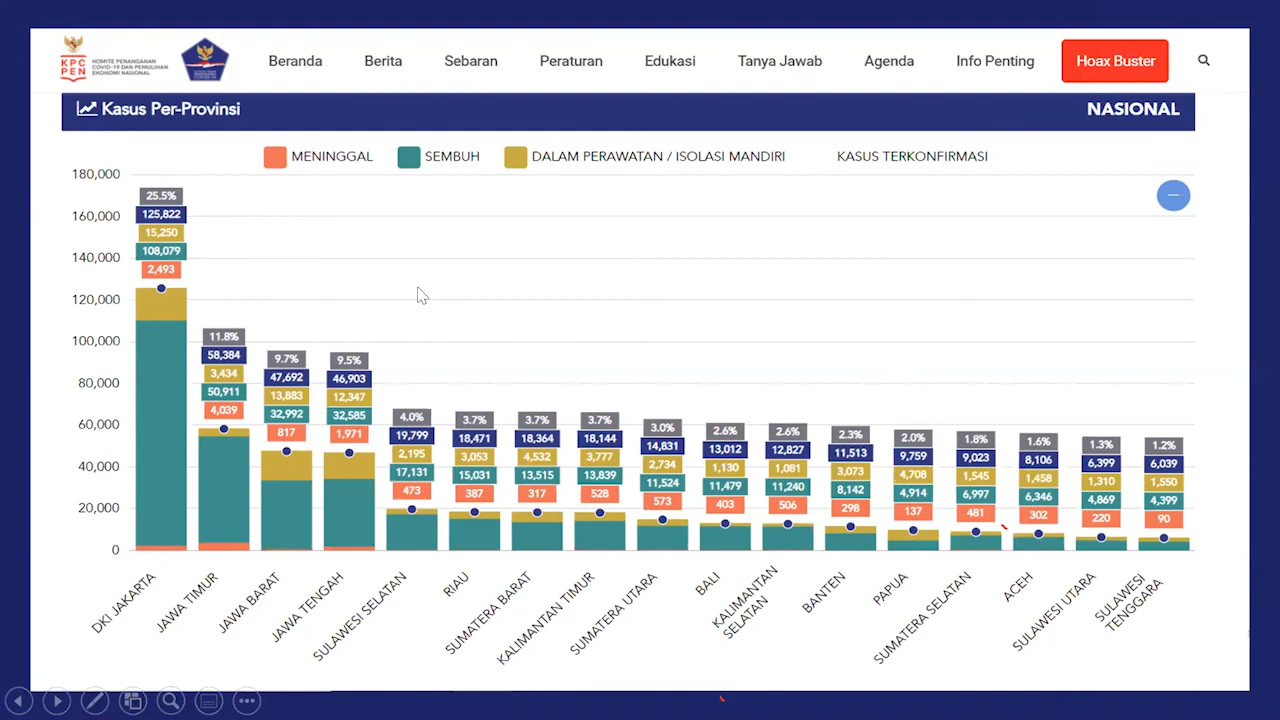 KPC PEN
KOMITE PENANGANAN
COVID-19 DAN PEMULIHAN
EKONOMI NASIONAL
Beranda
Berita
Sebaran
Peraturan
Edukasi
Tanya Jawab
Agenda
Info Penting
Hoax Buster
Kasus Per-Provinsi
NASIONAL
MENINGGAL
SEMBUH
DALAM PERAWATAN / ISOLASI MANDIRI
KASUS TERKONFIRMASI
180,000
160,000
140,000
120,000
100,000
80,000
60,000
40,000
20,000
0
25.5%
125,822
15,250
108,079
2,493
11.8%
58,384
3,434
50,911
4,039
9.7%
47,692
13,883
32,992
817
9.5%
46,903
12,347
32,585
1,971
4.0%
19,799
2,195
17,131
473
3.7%
18,471
3,053
15,031
387
3.7%
18,364
4,532
13,515
317
3.7%
18,144
3,777
13,839
528
3.0%
14,831
2,734
11,524
573
2.6%
13,012
1,130
11,479
403
2.6%
12,827
1,081
11,240
506
2.3%
11,513
3,073
8,142
298
2.0%
9,759
4,708
4,914
137
1.8%
9,023
1,545
6,997
481
1.6%
8,106
1,458
6,346
302
1.3%
6,399
1,310
4,869
220
1.2%
6,039
1,550
4,399
90
DKI JAKARTA
JAWA TIMUR
JAWA BARAT
JAWA TENGAH
SULAWESI SELATAN
RIAU
SUMATERA BARAT
KALIMANTAN TIMUR
SUMATERA UTARA
BALI
KALIMANTAN
SELATAN
BANTEN
PAPUA
SUMATERA SELATAN
ACEH
SULAWESI UTARA
SULAWESI
TENGGARA